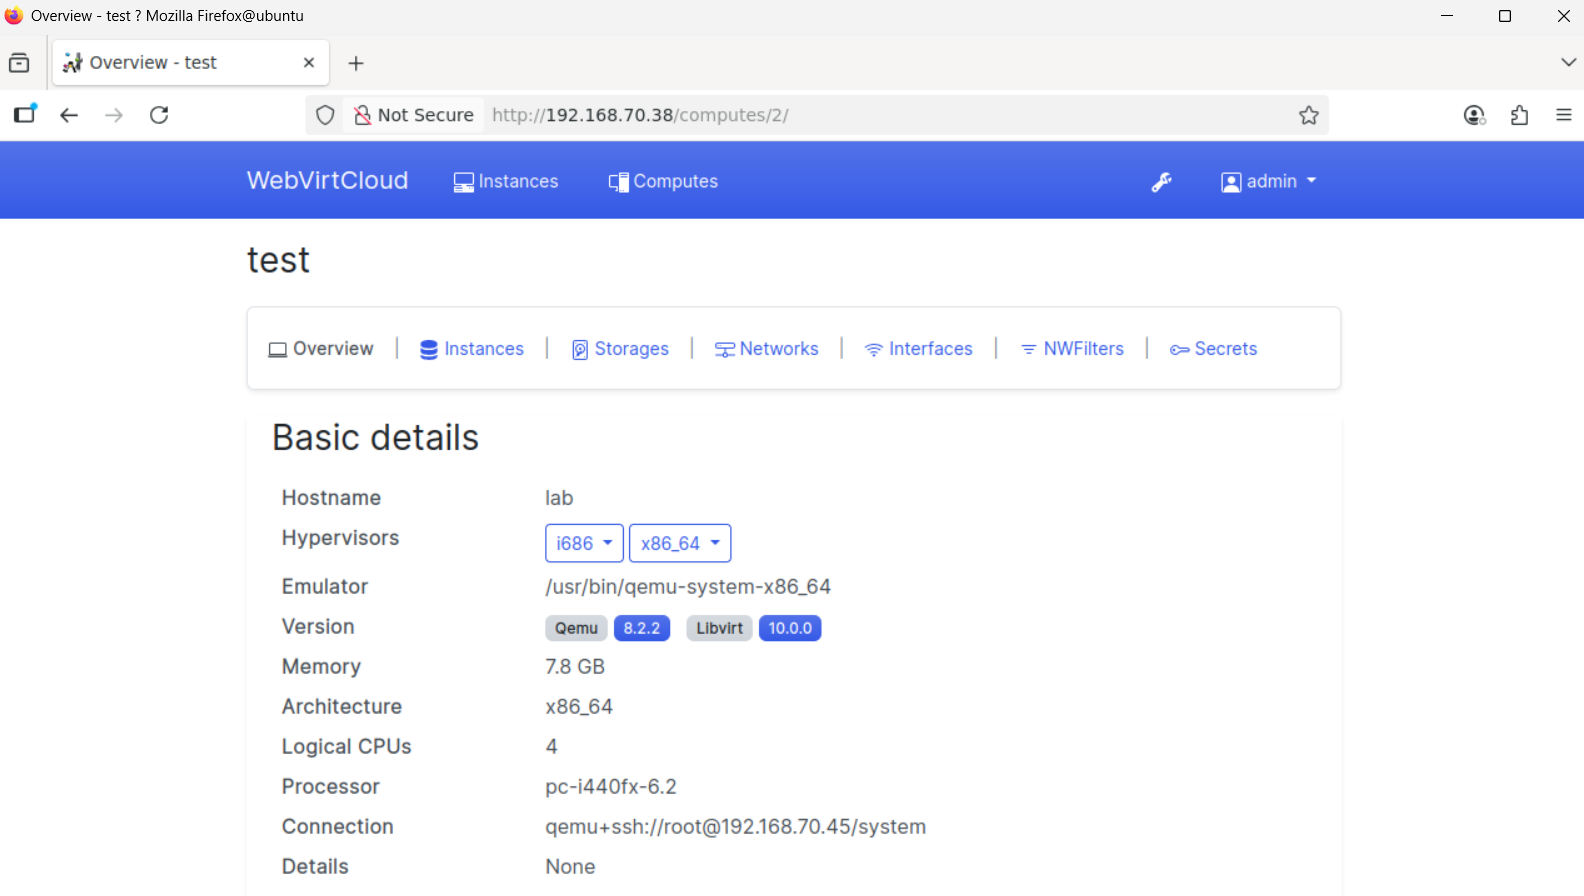 Overview - test ? Mozilla Firefox@ubuntu
Overview - test
Not Secure http://192.168.70.38/computes/2/
WebVirtCloud Instances Computes admin
test
Overview | Instances | Storages | Networks | Interfaces | NWFilters | Secrets
Basic details
Hostname lab
Hypervisors i686 x86_64
Emulator /usr/bin/qemu-system-x86_64
Version Qemu 8.2.2 Libvirt 10.0.0
Memory 7.8 GB
Architecture x86_64
Logical CPUs 4
Processor pc-i440fx-6.2
Connection qemu+ssh://root@192.168.70.45/system
Details None